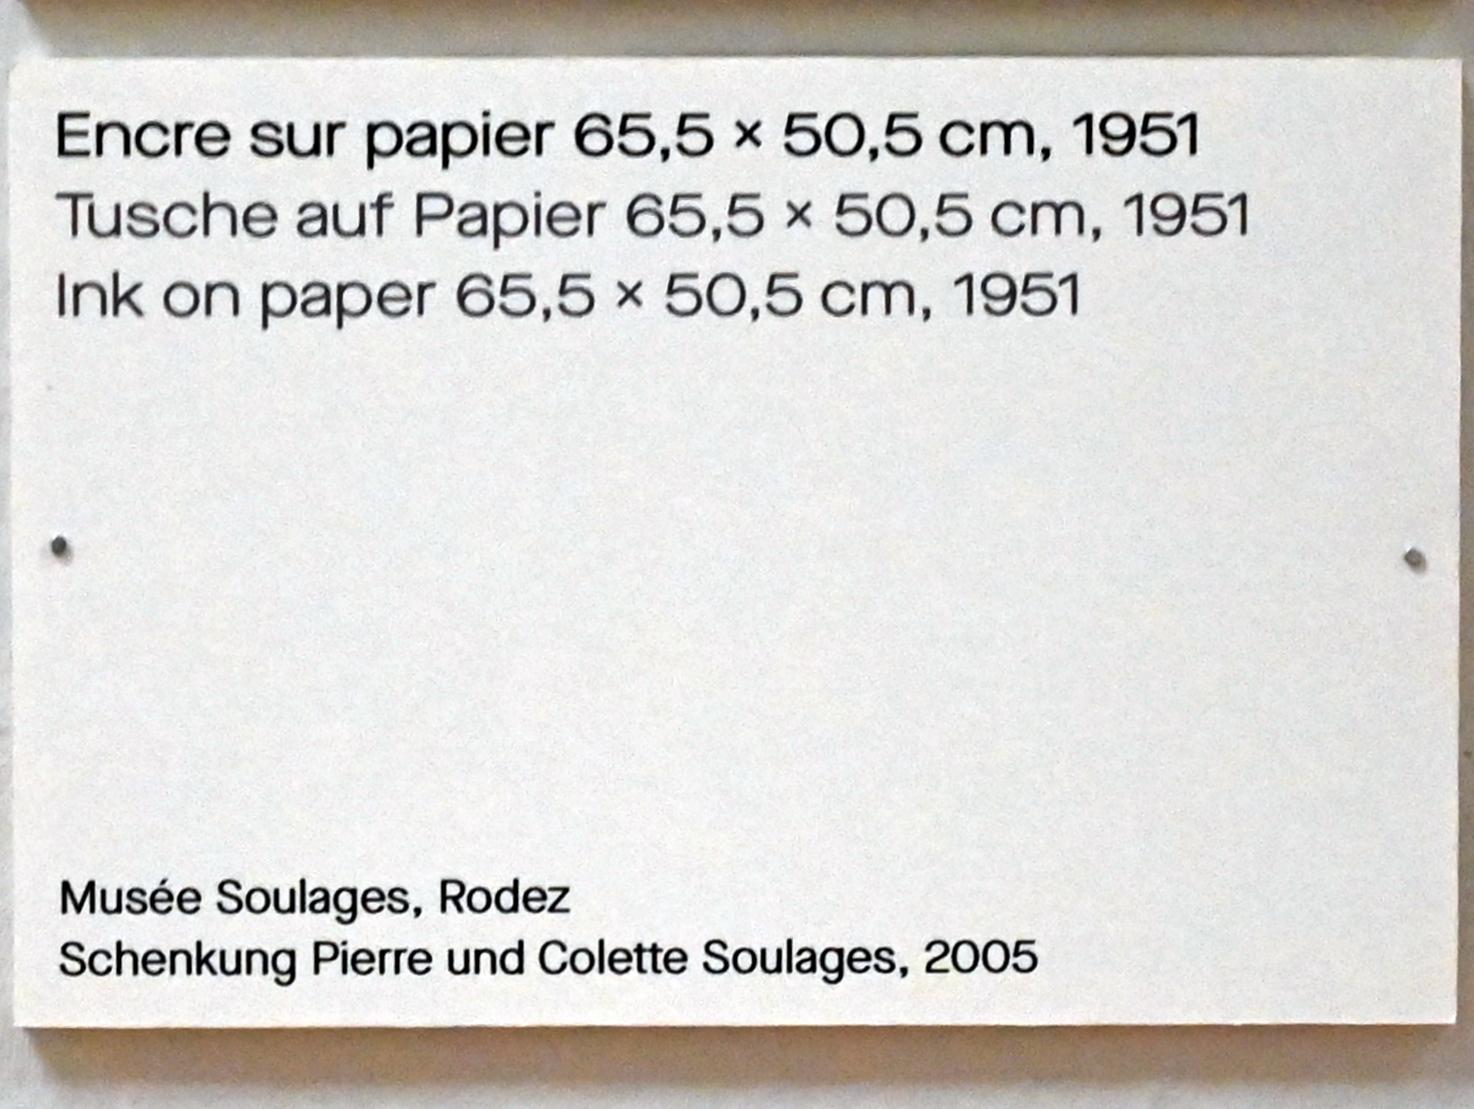 Encre sur papier 65,5 × 50,5 cm, 1951
Tusche auf Papier 65,5 × 50,5 cm, 1951
Ink on paper 65,5 × 50,5 cm, 1951
Musée Soulages, Rodez
Schenkung Pierre und Colette Soulages, 2005